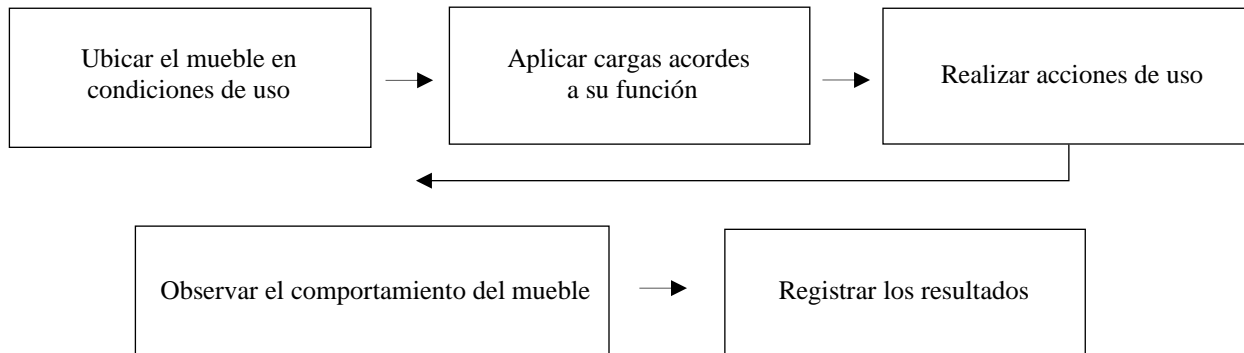 Ubicar el mueble en
condiciones de uso
Aplicar cargas acordes
a su función
Realizar acciones de uso
Observar el comportamiento del mueble
Registrar los resultados